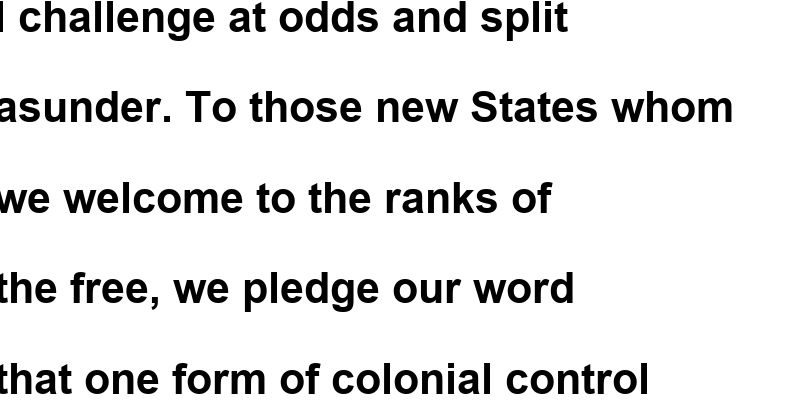 challenge at odds and split
asunder. To those new States whom
we welcome to the ranks of
the free, we pledge our word
that one form of colonial control